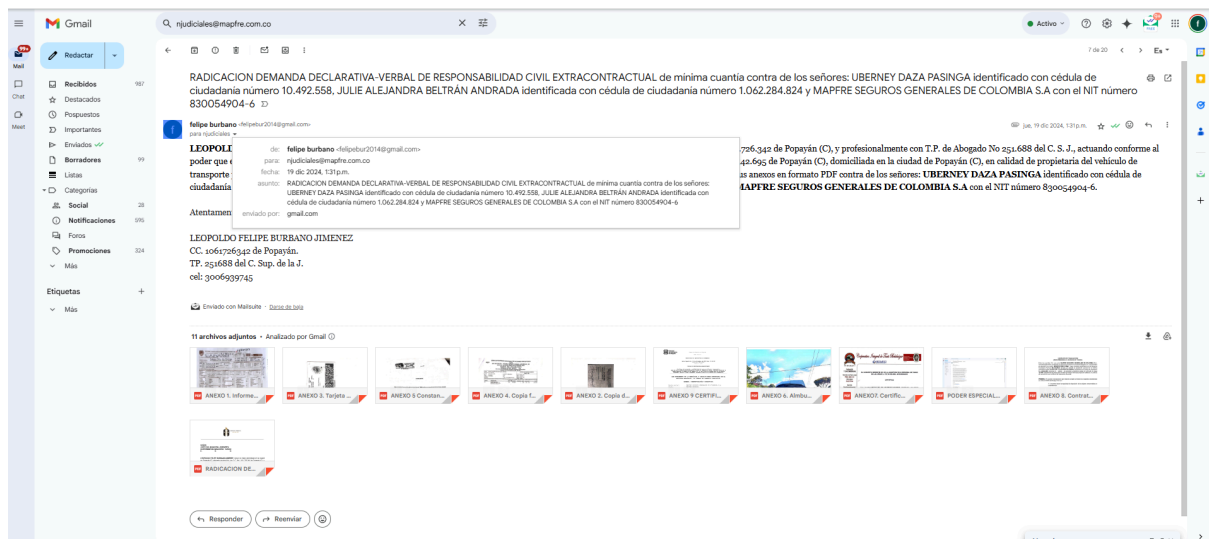 Gmail
njudiciales@mapfre.com.co
Activo
99+
Mail
Chat
Meet
Redactar
Recibidos 987
Destacados
Pospuestos
Importantes
Enviados
Borradores 99
Listas
Categorías
Social 28
Notificaciones 595
Foros
Promociones 324
Más
Etiquetas
Más
7 de 20
Es
RADICACION DEMANDA DECLARATIVA-VERBAL DE RESPONSABILIDAD CIVIL EXTRACONTRACTUAL de mínima cuantía contra de los señores: UBERNEY DAZA PASINGA identificado con cédula de
ciudadanía número 10.492.558, JULIE ALEJANDRA BELTRÁN ANDRADA identificada con cédula de ciudadanía número 1.062.284.824 y MAPFRE SEGUROS GENERALES DE COLOMBIA S.A con el NIT número
830054904-6
felipe burbano <felipebur2014@gmail.com>
para njudiciales
jue, 19 dic 2024, 1:31 p.m.
LEOPOL
726.342 de Popayán (C), y profesionalmente con T.P. de Abogado No 251.688 del C. S. J., actuando conforme al
poder que
42.695 de Popayán (C), domiciliada en la ciudad de Popayán (C), en calidad de propietaria del vehículo de
transporte
us anexos en formato PDF contra de los señores: UBERNEY DAZA PASINGA identificado con cédula de
ciudadanía
MAPFRE SEGUROS GENERALES DE COLOMBIA S.A con el NIT número 830054904-6.
de: felipe burbano <felipebur2014@gmail.com>
para: njudiciales@mapfre.com.co
fecha: 19 dic 2024, 1:31 p.m.
asunto: RADICACION DEMANDA DECLARATIVA-VERBAL DE RESPONSABILIDAD CIVIL EXTRACONTRACTUAL de mínima cuantía contra de los señores:
UBERNEY DAZA PASINGA identificado con cédula de ciudadanía número 10.492.558, JULIE ALEJANDRA BELTRÁN ANDRADA identificada con
cédula de ciudadanía número 1.062.284.824 y MAPFRE SEGUROS GENERALES DE COLOMBIA S.A con el NIT número 830054904-6
enviado por: gmail.com
Atentamen
LEOPOLDO FELIPE BURBANO JIMENEZ
CC. 1061726342 de Popayán.
TP. 251688 del C. Sup. de la J.
cel: 3006939745
Enviado con Mailsuite · Darse de baja
11 archivos adjuntos • Analizado por Gmail
ANEXO 1. Informe...
ANEXO 3. Tarjeta ...
ANEXO 5 Constan...
ANEXO 4. Copia f...
ANEXO 2. Copia d...
ANEXO 9 CERTIFI...
ANEXO 6. Almbu...
ANEXO7. Certific...
PODER ESPECIAL...
ANEXO 8. Contrat...
RADICACION DE...
Responder
Reenviar